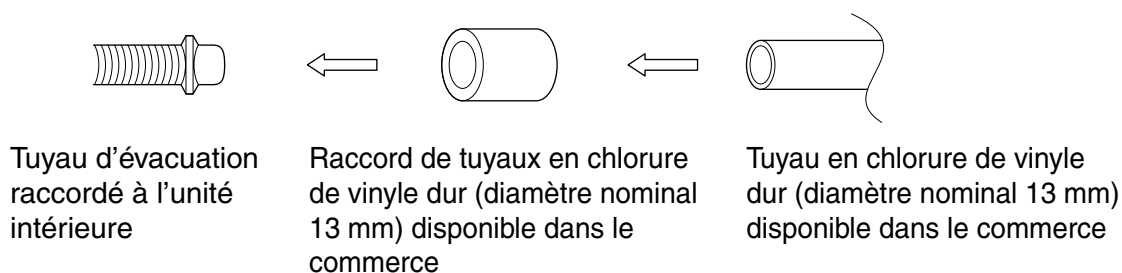 Tuyau d'évacuation
raccordé à l'unité
intérieure
Raccord de tuyaux en chlorure
de vinyle dur (diamètre nominal
13 mm) disponible dans le
commerce
Tuyau en chlorure de vinyle
dur (diamètre nominal 13 mm)
disponible dans le commerce